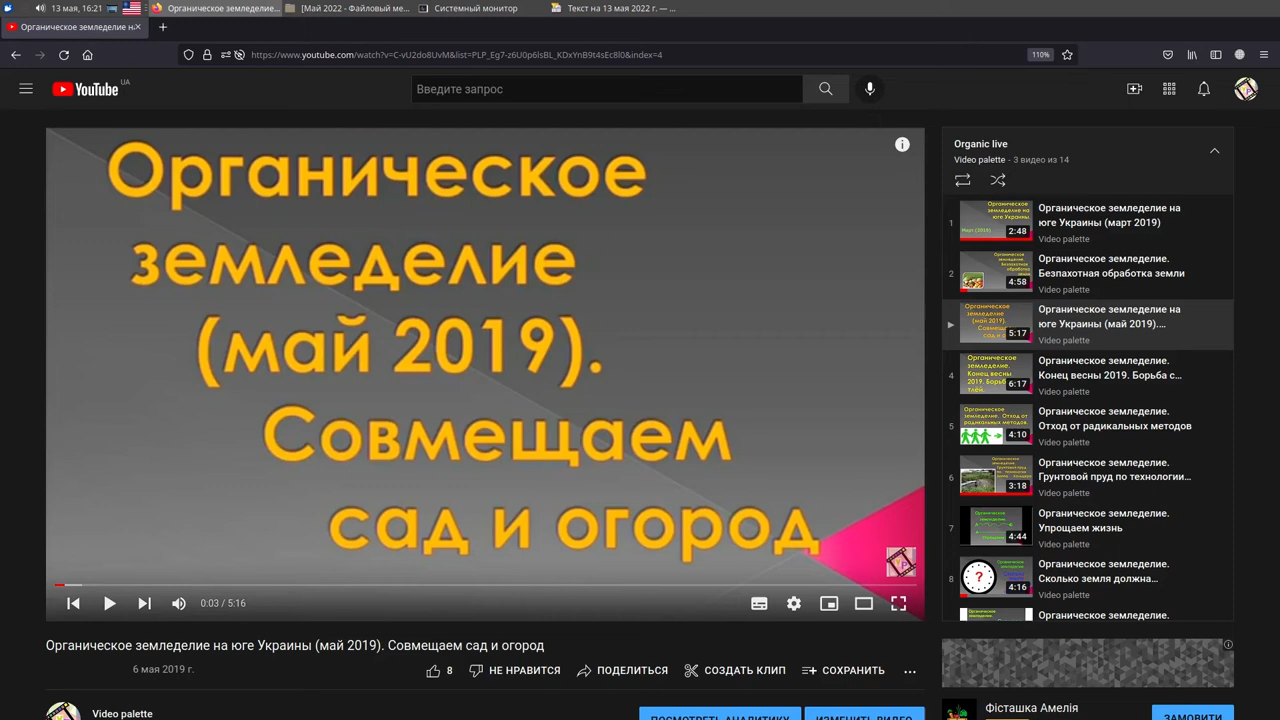 13 мая, 16:21
Органическое земледелие…
[Май 2022 - Файловый ме…
Системный монитор
Текст на 13 мая 2022 г. — …
Органическое земледелие на
https://www.youtube.com/watch?v=C-vU2do8UvM&list=PLP_Eg7-z6U0p6lsBL_KDxYnB9t4sEc8l0&index=4
110%
YouTube
UA
Введите запрос
Органическое
земледелие
(май 2019).
Совмещаем
сад и огород
0:03 / 5:16
Органическое земледелие на юге Украины (май 2019). Совмещаем сад и огород
6 мая 2019 г.
8
НЕ НРАВИТСЯ
ПОДЕЛИТЬСЯ
СОЗДАТЬ КЛИП
СОХРАНИТЬ
Video palette
ПОСМОТРЕТЬ АНАЛИТИКУ
ИЗМЕНИТЬ ВИДЕО
Organic live
Video palette - 3 видео из 14
1
2:48
Органическое земледелие на
юге Украины (март 2019)
Video palette
2
4:58
Органическое земледелие.
Безпахотная обработка земли
Video palette
5:17
Органическое земледелие на
юге Украины (май 2019)....
Video palette
4
6:17
Органическое земледелие.
Конец весны 2019. Борьба с...
Video palette
5
4:10
Органическое земледелие.
Отход от радикальных методов
Video palette
6
3:18
Органическое земледелие.
Грунтовой пруд по технологии...
Video palette
7
4:44
Органическое земледелие.
Упрощаем жизнь
Video palette
8
4:16
Органическое земледелие.
Сколько земля должна...
Video palette
Органическое земледелие.
Фісташка Амелія
ЗАМОВИТИ